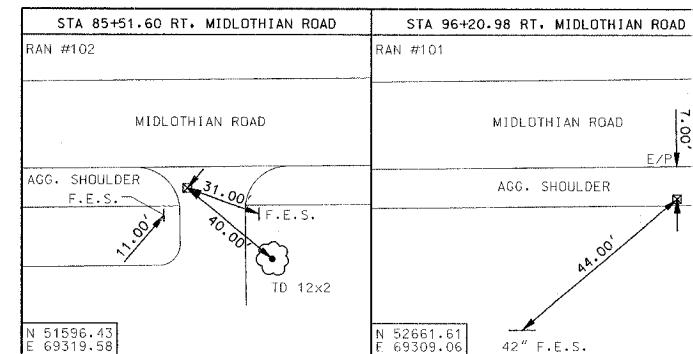 STA 85+51.60 RT. MIDLOTHIAN ROAD
RAN #102
MIDLOTHIAN ROAD
AGG. SHOULDER
F.E.S.
31.00'
F.E.S.
40.00'
11.00'
TD 12x2
N 51596.43
E 69319.58
STA 96+20.98 RT. MIDLOTHIAN ROAD
RAN #101
MIDLOTHIAN ROAD
7.00'
E/P
AGG. SHOULDER
44.00'
42" F.E.S.
N 52661.61
E 69309.06